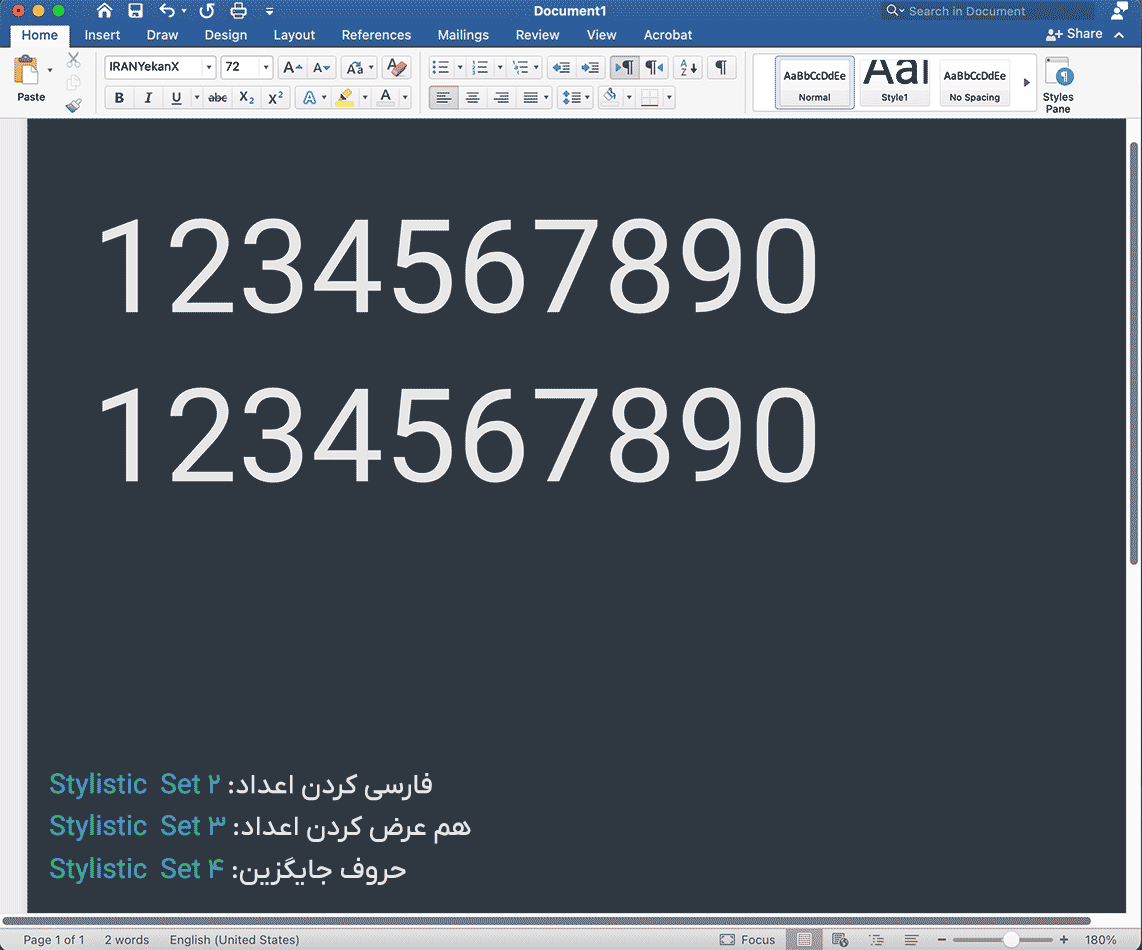 Document1
Search in Document
Home Insert Draw Design Layout References Mailings Review View Acrobat Share
Paste
IRANYekanX 72
AaBbCcDdEe AaI AaBbCcDdEe
Normal Style1 No Spacing
Styles Pane
1234567890
1234567890
فارسی کردن اعداد: Stylistic Set ۲
هم عرض کردن اعداد: Stylistic Set ۳
حروف جایگزین: Stylistic Set ۴
Page 1 of 1 2 words English (United States) Focus 180%